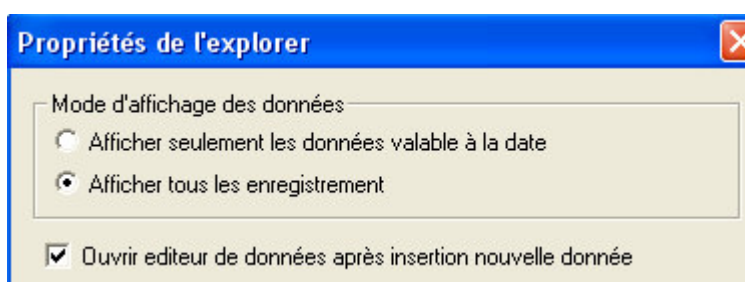 Propriétés de l'explorer
Mode d'affichage des données
Afficher seulement les données valable à la date
Afficher tous les enregistrement
Ouvrir editeur de données après insertion nouvelle donnée